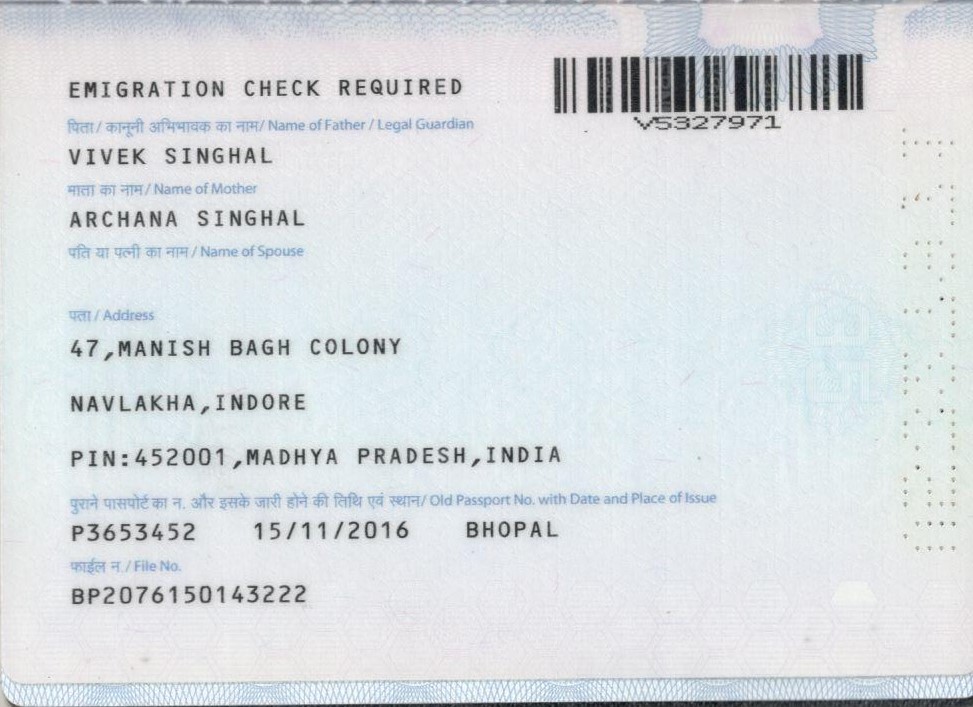 EMIGRATION CHECK REQUIRED
V5327971
पिता / कानूनी अभिभावक का नाम / Name of Father / Legal Guardian
VIVEK SINGHAL
माता का नाम / Name of Mother
ARCHANA SINGHAL
पति या पत्नी का नाम / Name of Spouse
पता / Address
47,MANISH BAGH COLONY
NAVLAKHA,INDORE
PIN:452001,MADHYA PRADESH,INDIA
पुराने पासपोर्ट का न. और इसके जारी होने की तिथि एवं स्थान / Old Passport No. with Date and Place of Issue
P3653452 15/11/2016 BHOPAL
फाईल न. / File No.
BP2076150143222